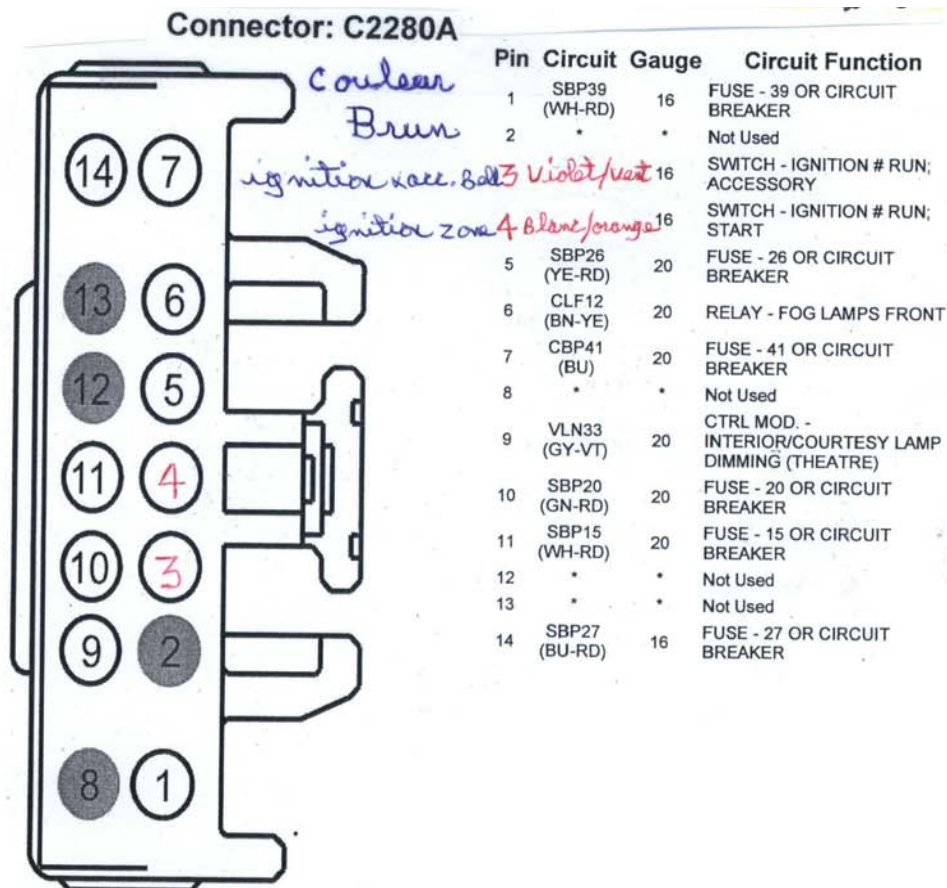 Connector: C2280A
Couleur
Brun
Pin Circuit Gauge Circuit Function
1 SBP39 (WH-RD) 16 FUSE - 39 OR CIRCUIT BREAKER
2 * * Not Used
ignition acc. 3 Violet/vert 16 SWITCH - IGNITION # RUN; ACCESSORY
ignition zone 4 Blanc/orange 16 SWITCH - IGNITION # RUN; START
5 SBP26 (YE-RD) 20 FUSE - 26 OR CIRCUIT BREAKER
6 CLF12 (BN-YE) 20 RELAY - FOG LAMPS FRONT
7 CBP41 (BU) 20 FUSE - 41 OR CIRCUIT BREAKER
8 * * Not Used
9 VLN33 (GY-VT) 20 CTRL MOD. - INTERIOR/COURTESY LAMP DIMMING (THEATRE)
10 SBP20 (GN-RD) 20 FUSE - 20 OR CIRCUIT BREAKER
11 SBP15 (WH-RD) 20 FUSE - 15 OR CIRCUIT BREAKER
12 * * Not Used
13 * * Not Used
14 SBP27 (BU-RD) 16 FUSE - 27 OR CIRCUIT BREAKER
14 7
13 6
12 5
11 4
10 3
9 2
8 1